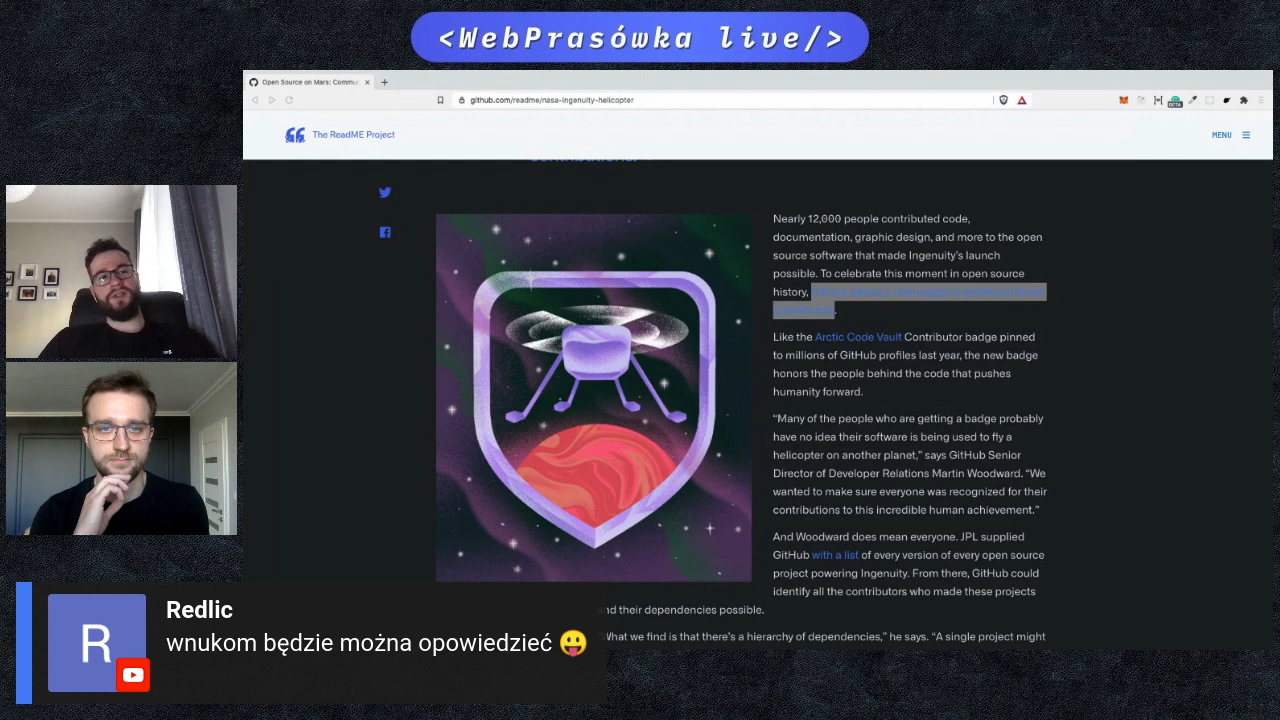 <WebPrasówka live/>
Open Source on Mars: Commu
github.com/readme/nasa-ingenuity-helicopter
BETA
The ReadME Project
MENU
Nearly 12,000 people contributed code,
documentation, graphic design, and more to the open
source software that made Ingenuity's launch
possible. To celebrate this moment in open source
history,
Like the Arctic Code Vault Contributor badge pinned
to millions of GitHub profiles last year, the new badge
honors the people behind the code that pushes
humanity forward.
"Many of the people who are getting a badge probably
have no idea their software is being used to fly a
helicopter on another planet," says GitHub Senior
Director of Developer Relations Martin Woodward. "We
wanted to make sure everyone was recognized for their
contributions to this incredible human achievement."
And Woodward does mean everyone. JPL supplied
GitHub with a list of every version of every open source
project powering Ingenuity. From there, GitHub could
identify all the contributors who made these projects
and their dependencies possible.
"What we find is that there's a hierarchy of dependencies," he says. "A single project might
R
Redlic
wnukom będzie można opowiedzieć 😛